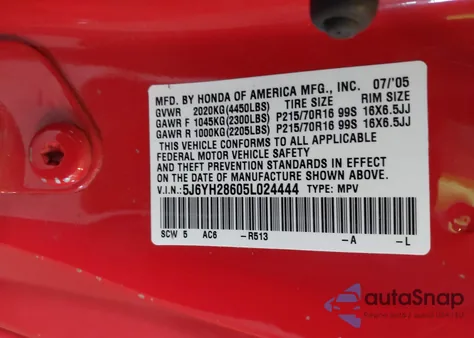 MFD. BY HONDA OF AMERICA MFG., INC. 07/'05
GVWR 2020KG(4450LBS) TIRE SIZE RIM SIZE
GAWR F 1045KG(2300LBS) P215/70R16 99S 16X6.5JJ
GAWR R 1000KG(2205LBS) P215/70R16 99S 16X6.5JJ
THIS VEHICLE CONFORMS TO ALL APPLICABLE
FEDERAL MOTOR VEHICLE SAFETY, BUMPER,
AND THEFT PREVENTION STANDARDS IN EFFECT
ON THE DATE OF MANUFACTURE SHOWN ABOVE.
V.I.N.: 5J6YH28605L024444 TYPE: MPV
SCW 5 AC6 -R513 -A -L
autoSnap